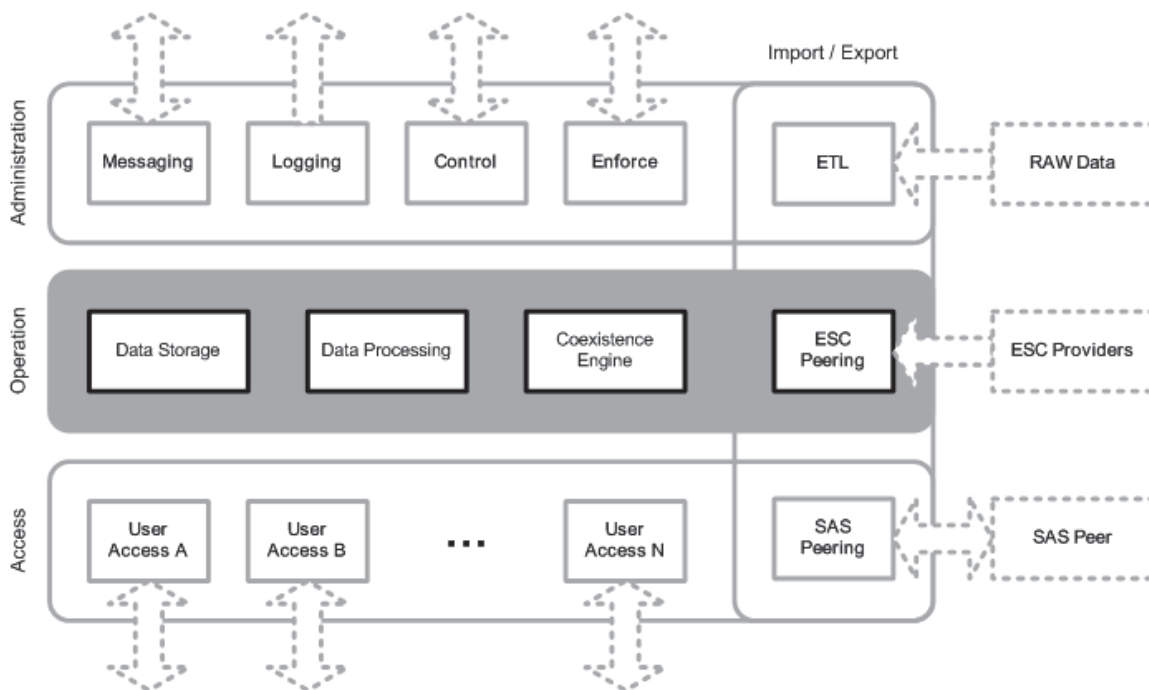 Import / Export
Administration
Messaging
Logging
Control
Enforce
ETL
RAW Data
Operation
Data Storage
Data Processing
Coexistence
Engine
ESC
Peering
ESC Providers
Access
User
Access A
User
Access B
...
User
Access N
SAS
Peering
SAS Peer